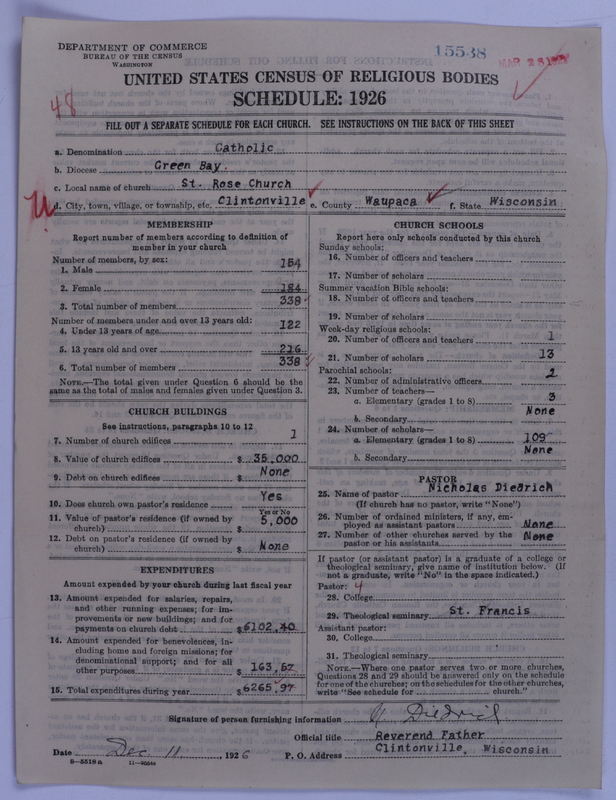 DEPARTMENT OF COMMERCE
BUREAU OF THE CENSUS
WASHINGTON
15538
MAR 28 1927
UNITED STATES CENSUS OF RELIGIOUS BODIES
SCHEDULE: 1926
48
FILL OUT A SEPARATE SCHEDULE FOR EACH CHURCH. SEE INSTRUCTIONS ON THE BACK OF THIS SHEET
a. Denomination Catholic
b. Diocese Green Bay.
c. Local name of church St. Rose Church
d. City, town, village, or township, etc. Clintonville e. County Waupaca f. State Wisconsin
MEMBERSHIP
Report number of members according to definition of member in your church
Number of members, by sex:
1. Male 154
2. Female 184
3. Total number of members 338
Number of members under and over 13 years old:
4. Under 13 years of age 122
5. 13 years old and over 216
6. Total number of members 338
NOTE.—The total given under Question 6 should be the
same as the total of males and females given under Question 3.
CHURCH BUILDINGS
See instructions, paragraphs 10 to 12
7. Number of church edifices 1
8. Value of church edifices $ 35,000
9. Debt on church edifices $ None
10. Does church own pastor's residence Yes
Yes or No
11. Value of pastor's residence (if owned by
church) $ 5,000
12. Debt on pastor's residence (if owned by
church) $ None
EXPENDITURES
Amount expended by your church during last fiscal year
13. Amount expended for salaries, repairs,
and other running expenses; for im-
provements or new buildings; and for
payments on church debt $6102.40
14. Amount expended for benevolences, in-
cluding home and foreign missions; for
denominational support; and for all
other purposes $ 163.57
15. Total expenditures during year $6265.97
CHURCH SCHOOLS
Report here only schools conducted by this church
Sunday schools:
16. Number of officers and teachers
17. Number of scholars
Summer vacation Bible schools:
18. Number of officers and teachers
19. Number of scholars
Week-day religious schools:
20. Number of officers and teachers 1
21. Number of scholars 13
Parochial schools:
22. Number of administrative officers 2
23. Number of teachers—
a. Elementary (grades 1 to 8) 3
b. Secondary None
24. Number of scholars—
a. Elementary (grades 1 to 8) 109
b. Secondary None
PASTOR
25. Name of pastor Nicholas Diedrich
(If church has no pastor, write "None")
26. Number of ordained ministers, if any, em-
ployed as assistant pastors None
27. Number of other churches served by the
pastor or his assistants None
If pastor (or assistant pastor) is a graduate of a college or
theological seminary, give name of institution below. (If
not a graduate, write "No" in the space indicated.)
Pastor: 4
28. College
29. Theological seminary St. Francis
Assistant pastor:
30. College
31. Theological seminary
NOTE.—Where one pastor serves two or more churches,
Questions 28 and 29 should be answered only on the schedule
for one of the churches; on the schedules for the other churches,
write "See schedule for church."
Signature of person furnishing information N Diedrich
Official title Reverend Father
Date Dec 11, 1926 P. O. Address Clintonville, Wisconsin
8—5518a